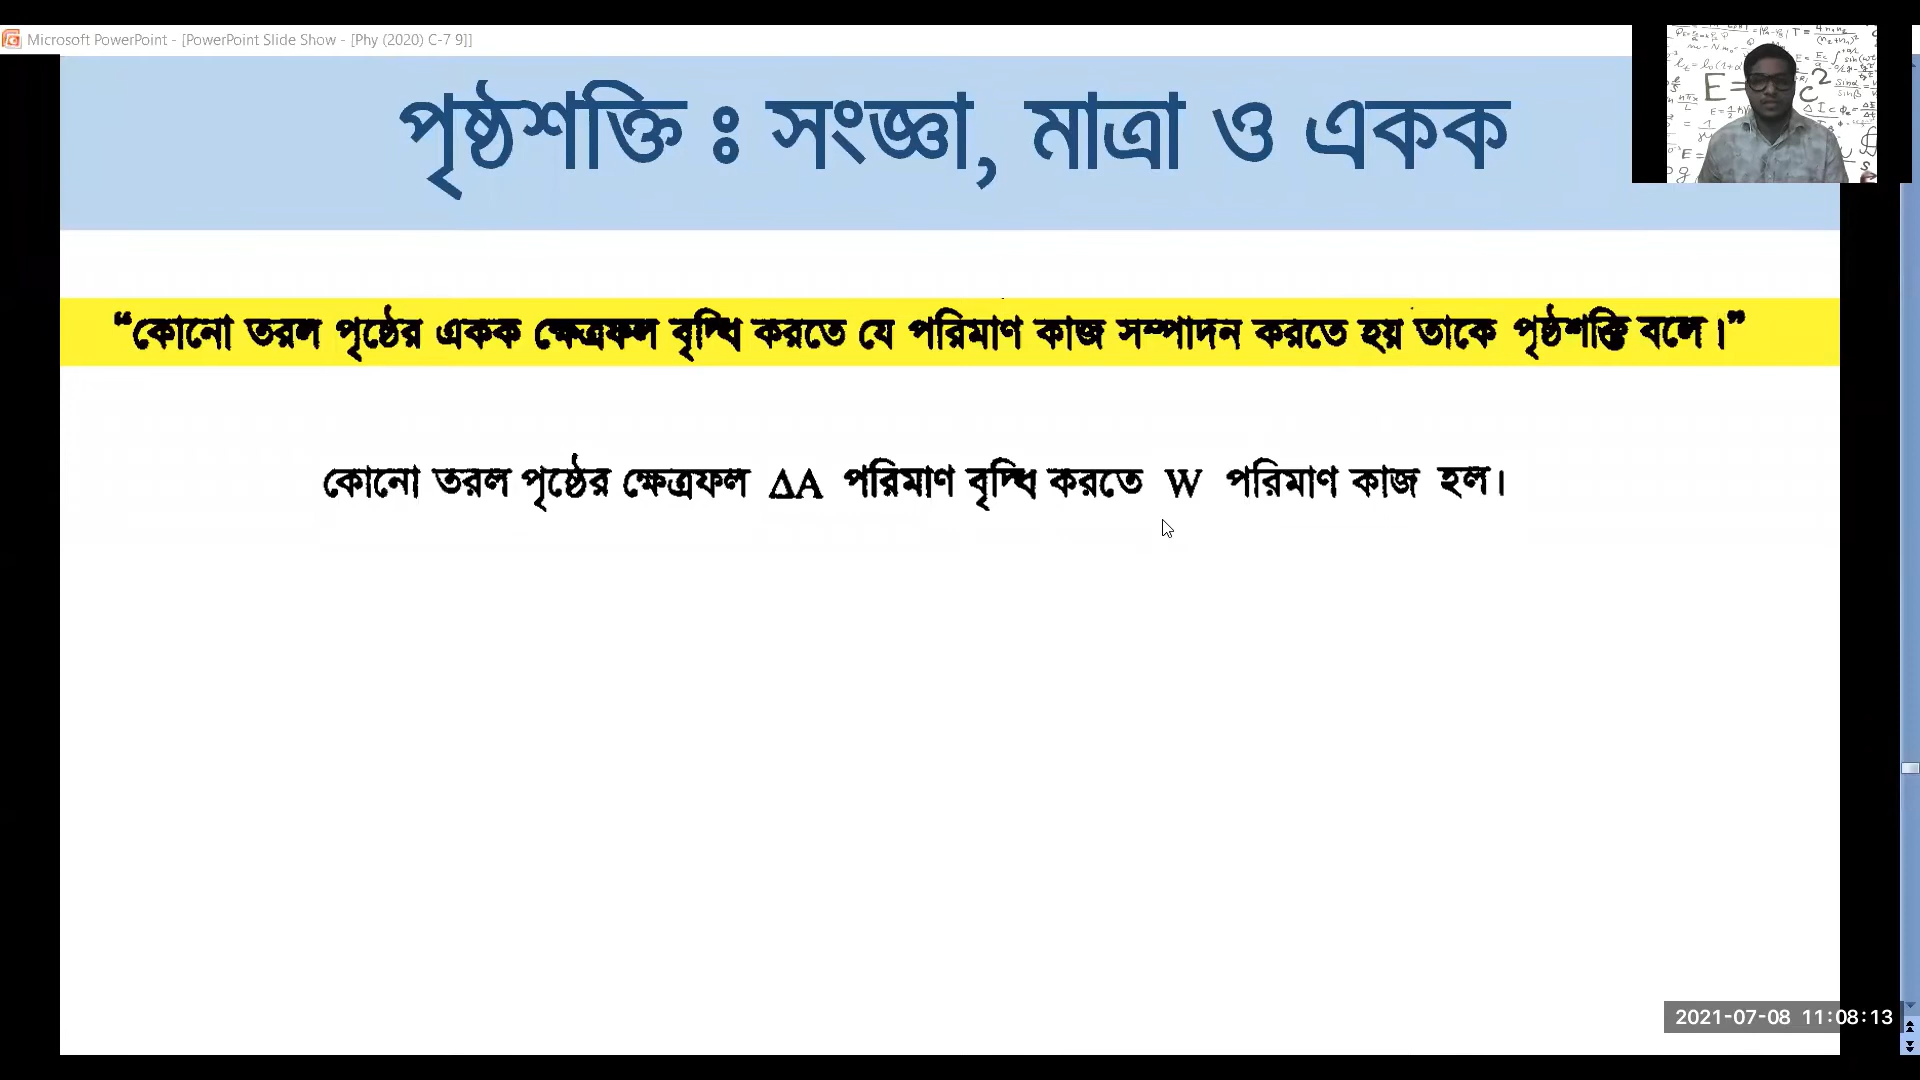 Microsoft PowerPoint - [PowerPoint Slide Show - [Phy (2020) C-7 9]]
পৃষ্ঠশক্তি ঃ সংজ্ঞা, মাত্রা ও একক
“কোনো তরল পৃষ্ঠের একক ক্ষেত্রফল বৃদ্ধি করতে যে পরিমাণ কাজ সম্পাদন করতে হয় তাকে পৃষ্ঠশক্তি বলে।”
কোনো তরল পৃষ্ঠের ক্ষেত্রফল ΔA পরিমাণ বৃদ্ধি করতে W পরিমাণ কাজ হল।
2021-07-08 11:08:13